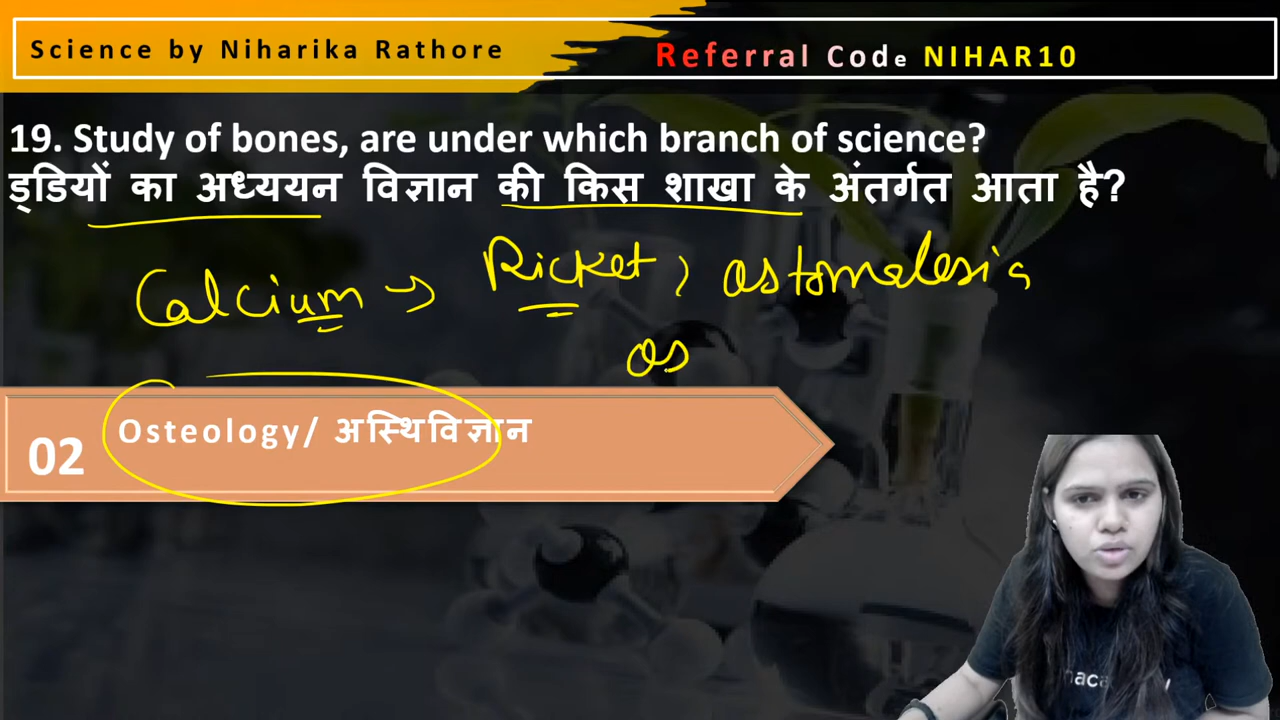 Science by Niharika Rathore
Referral Code NIHAR10
19. Study of bones, are under which branch of science?
ड्डियों का अध्ययन विज्ञान की किस शाखा के अंतर्गत आता है?
Calcium → Ricket, ostomalesia
os
02
Osteology/ अस्थिविज्ञान